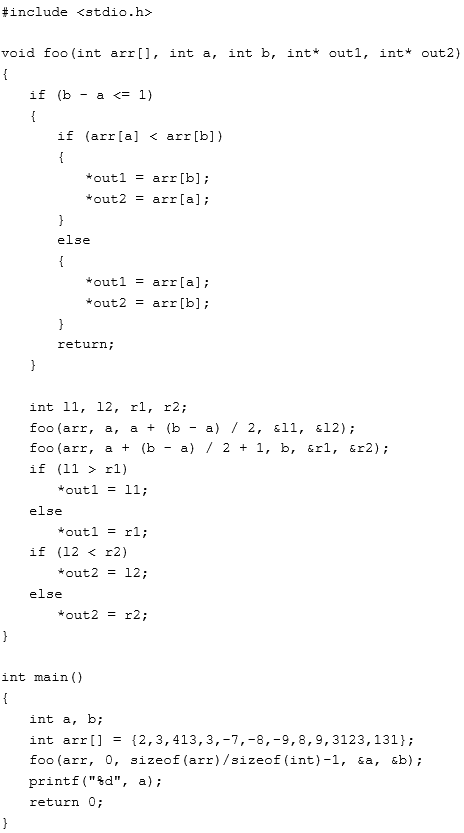 #include <stdio.h>
void foo(int arr[], int a, int b, int* out1, int* out2)
{
if (b - a <= 1)
{
if (arr[a] < arr[b])
{
*out1 = arr[b];
*out2 = arr[a];
}
else
{
*out1 = arr[a];
*out2 = arr[b];
}
return;
}
int l1, l2, r1, r2;
foo(arr, a, a + (b - a) / 2, &l1, &l2);
foo(arr, a + (b - a) / 2 + 1, b, &r1, &r2);
if (l1 > r1)
*out1 = l1;
else
*out1 = r1;
if (l2 < r2)
*out2 = l2;
else
*out2 = r2;
}
int main()
{
int a, b;
int arr[] = {2,3,413,3,-7,-8,-9,8,9,3123,131};
foo(arr, 0, sizeof(arr)/sizeof(int)-1, &a, &b);
printf("%d", a);
return 0;
}